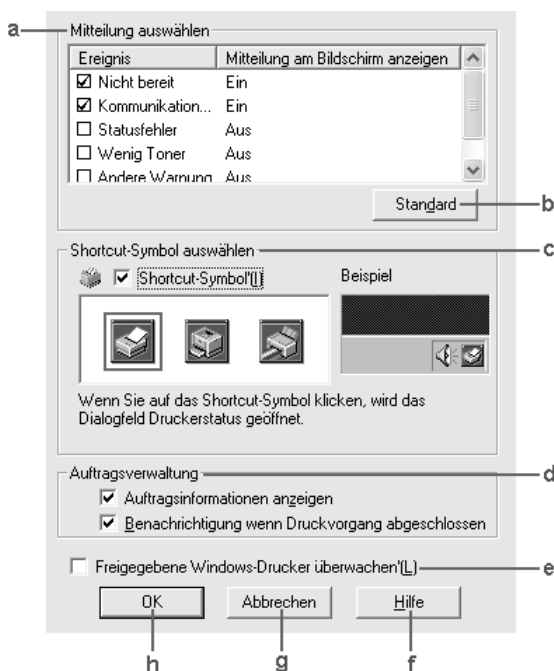 a Mitteilung auswählen
Ereignis Mitteilung am Bildschirm anzeigen
Nicht bereit Ein
Kommunikation... Ein
Statusfehler Aus
Wenig Toner Aus
Andere Warnung Aus
Standard b
Shortcut-Symbol auswählen c
Shortcut-Symbol'(I) Beispiel
Wenn Sie auf das Shortcut-Symbol klicken, wird das
Dialogfeld Druckerstatus geöffnet.
Auftragsverwaltung d
Auftragsinformationen anzeigen
Benachrichtigung wenn Druckvorgang abgeschlossen
Freigegebene Windows-Drucker überwachen'(L) e
OK Abbrechen Hilfe
h g f